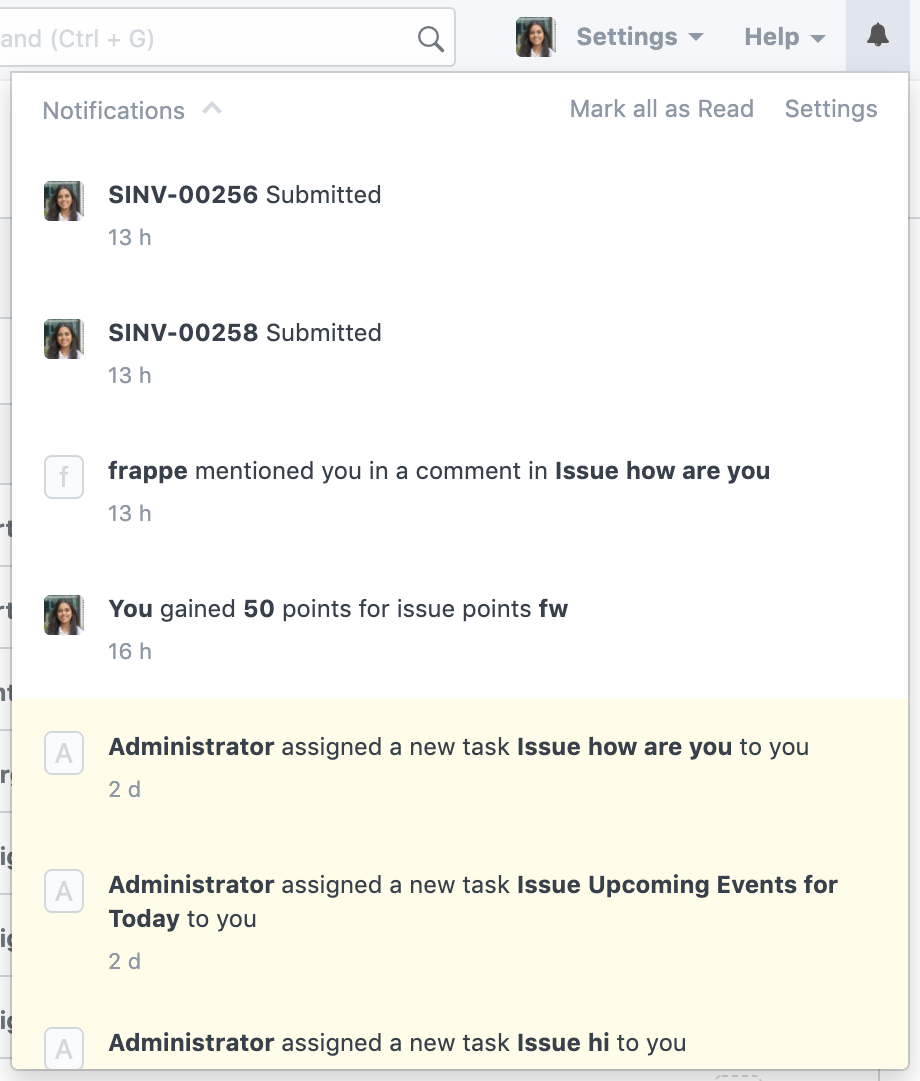 and (Ctrl + G)
Settings
Help
Notifications
Mark all as Read
Settings
SINV-00256 Submitted
13 h
SINV-00258 Submitted
13 h
f
frappe mentioned you in a comment in Issue how are you
13 h
You gained 50 points for issue points fw
16 h
A
Administrator assigned a new task Issue how are you to you
2 d
A
Administrator assigned a new task Issue Upcoming Events for
Today to you
2 d
A
Administrator assigned a new task Issue hi to you